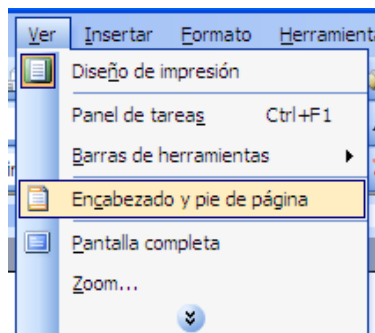 Ver Insertar Formato Herramient
Diseño de impresión
Panel de tareas Ctrl+F1
Barras de herramientas
Encabezado y pie de página
Pantalla completa
Zoom...